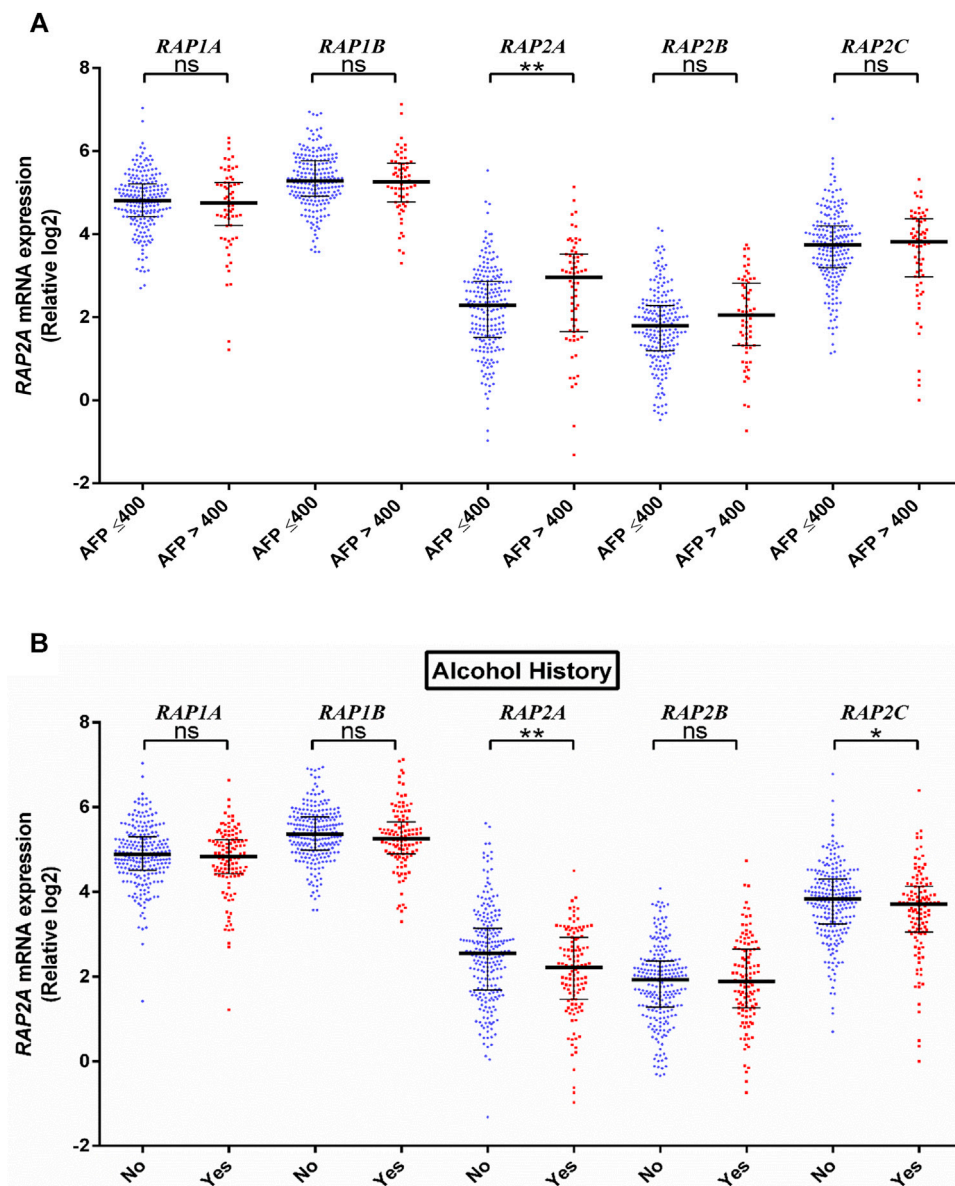 A
RAP1A RAP1B RAP2A RAP2B RAP2C
ns ns ** ns ns
8
6
4
2
0
-2
RAP2A mRNA expression
(Relative log2)
AFP ≤400 AFP > 400 AFP ≤400 AFP > 400 AFP ≤400 AFP > 400 AFP ≤400 AFP > 400 AFP ≤400 AFP > 400
B
Alcohol History
RAP1A RAP1B RAP2A RAP2B RAP2C
ns ns ** ns *
8
6
4
2
0
-2
RAP2A mRNA expression
(Relative log2)
No Yes No Yes No Yes No Yes No Yes